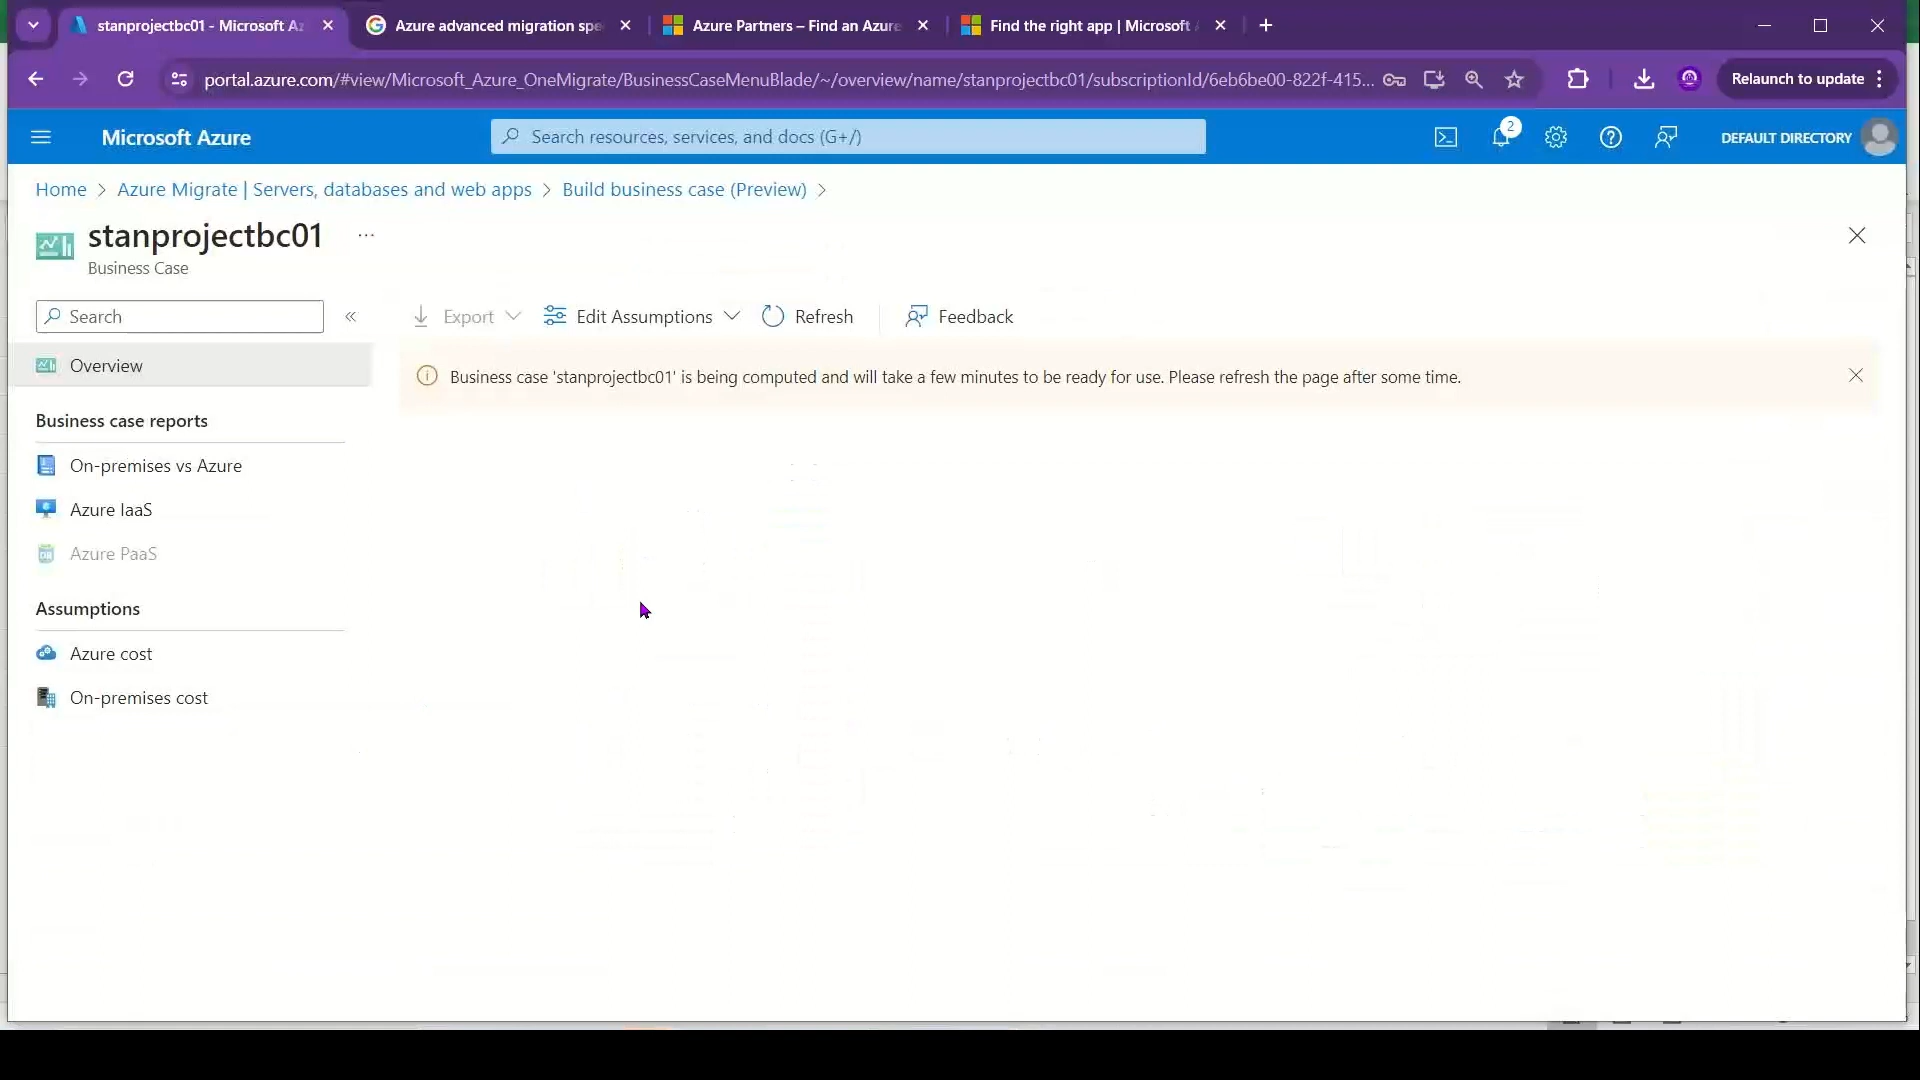 stanprojectbc01 - Microsoft Az
Azure advanced migration spe
Azure Partners – Find an Azure
Find the right app | Microsoft A
portal.azure.com/#view/Microsoft_Azure_OneMigrate/BusinessCaseMenuBlade/~/overview/name/stanprojectbc01/subscriptionId/6eb6be00-822f-415...
Relaunch to update
Microsoft Azure
Search resources, services, and docs (G+/)
2
DEFAULT DIRECTORY
Home > Azure Migrate | Servers, databases and web apps > Build business case (Preview) >
stanprojectbc01 ...
Business Case
Search
«
Export
Edit Assumptions
Refresh
Feedback
Overview
Business case 'stanprojectbc01' is being computed and will take a few minutes to be ready for use. Please refresh the page after some time.
Business case reports
On-premises vs Azure
Azure IaaS
Azure PaaS
Assumptions
Azure cost
On-premises cost